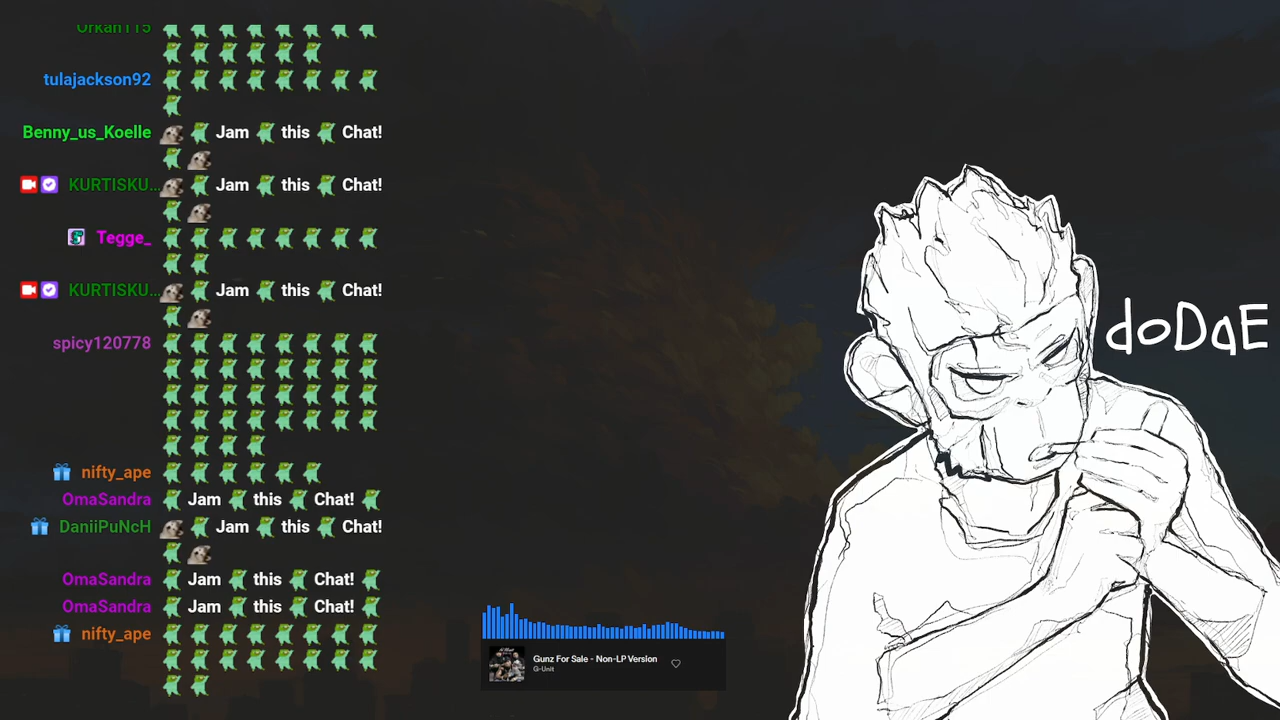 Orkan115
tulajackson92
Benny_us_Koelle Jam this Chat!
KURTISKU... Jam this Chat!
Tegge_
KURTISKU... Jam this Chat!
spicy120778
nifty_ape
OmaSandra Jam this Chat!
DaniiPuNcH Jam this Chat!
OmaSandra Jam this Chat!
OmaSandra Jam this Chat!
nifty_ape
doDaE
Gunz For Sale - Non-LP Version
G-Unit